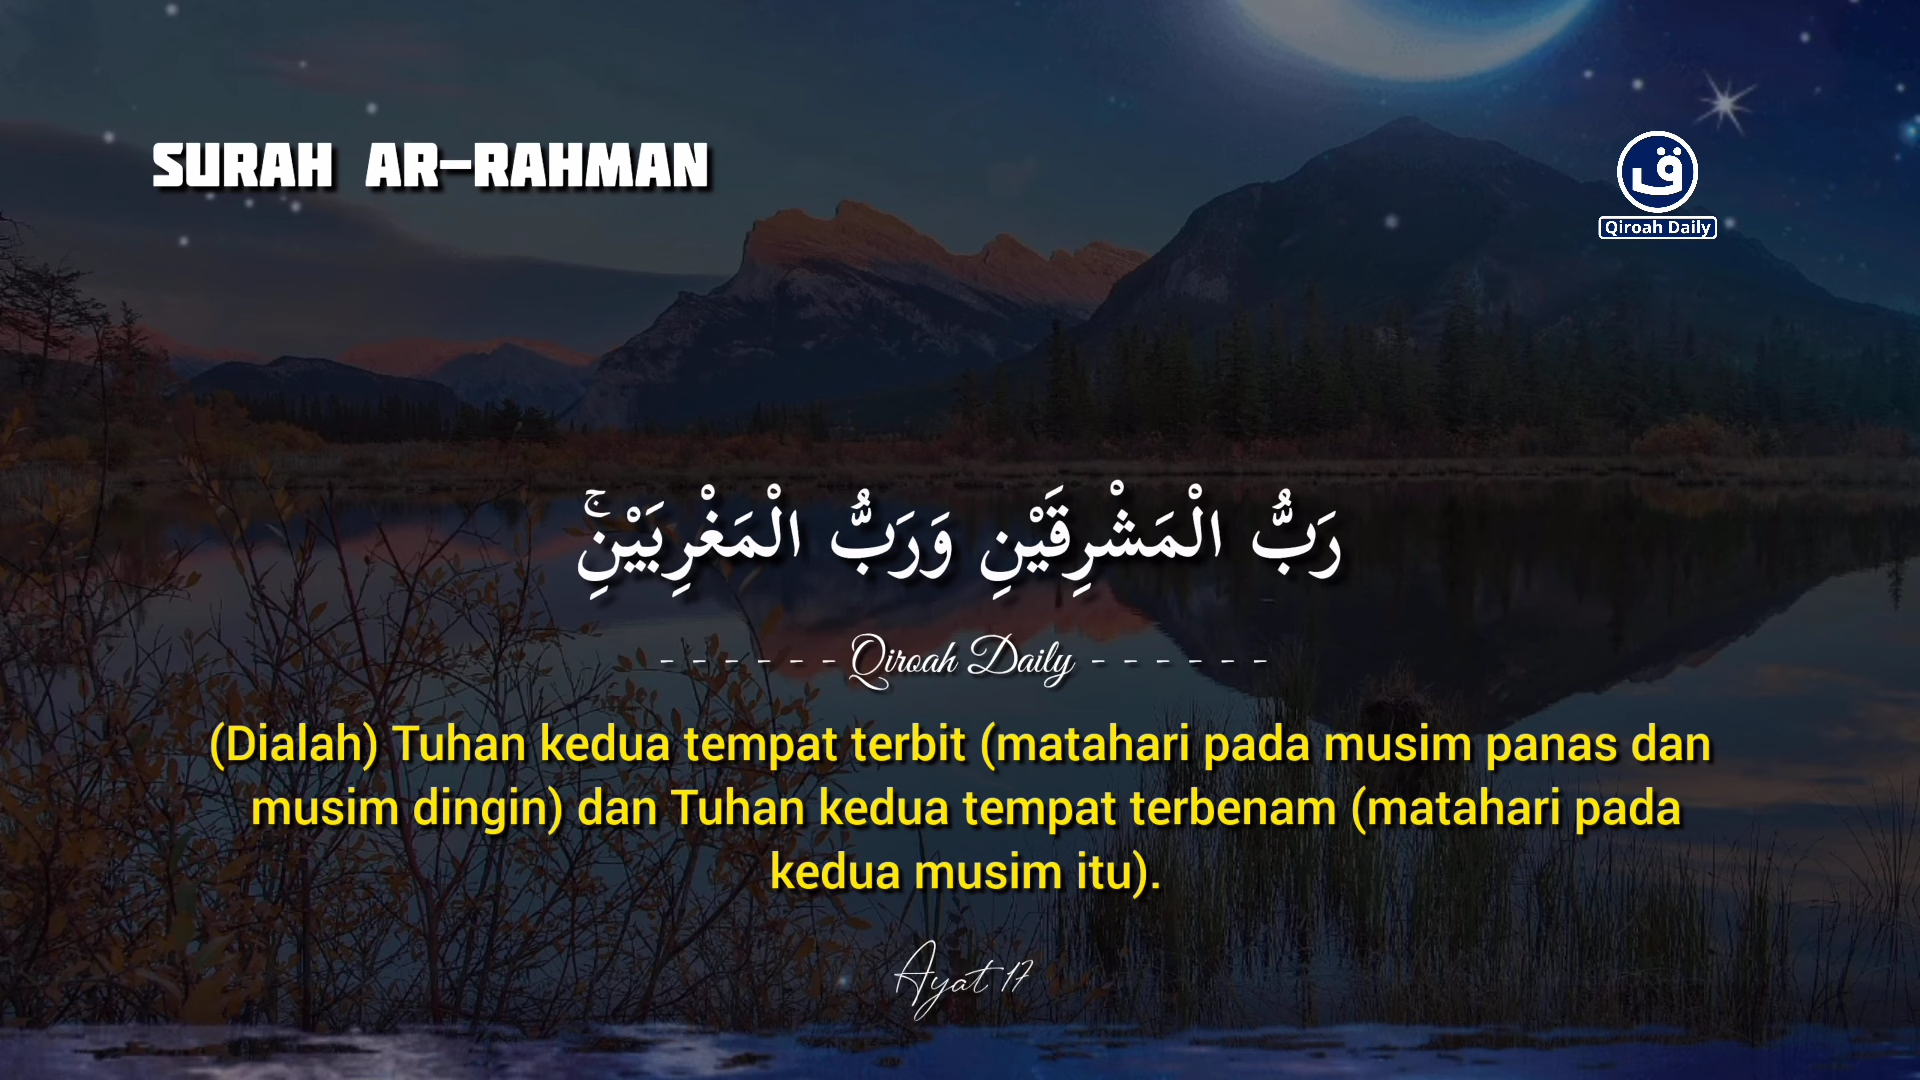 SURAH AR-RAHMAN
ق
Qiroah Daily
رَبُّ الْمَشْرِقَيْنِ وَرَبُّ الْمَغْرِبَيْنِۚ
- - - - - - Qiroah Daily - - - - - -
(Dialah) Tuhan kedua tempat terbit (matahari pada musim panas dan
musim dingin) dan Tuhan kedua tempat terbenam (matahari pada
kedua musim itu).
Ayat 17